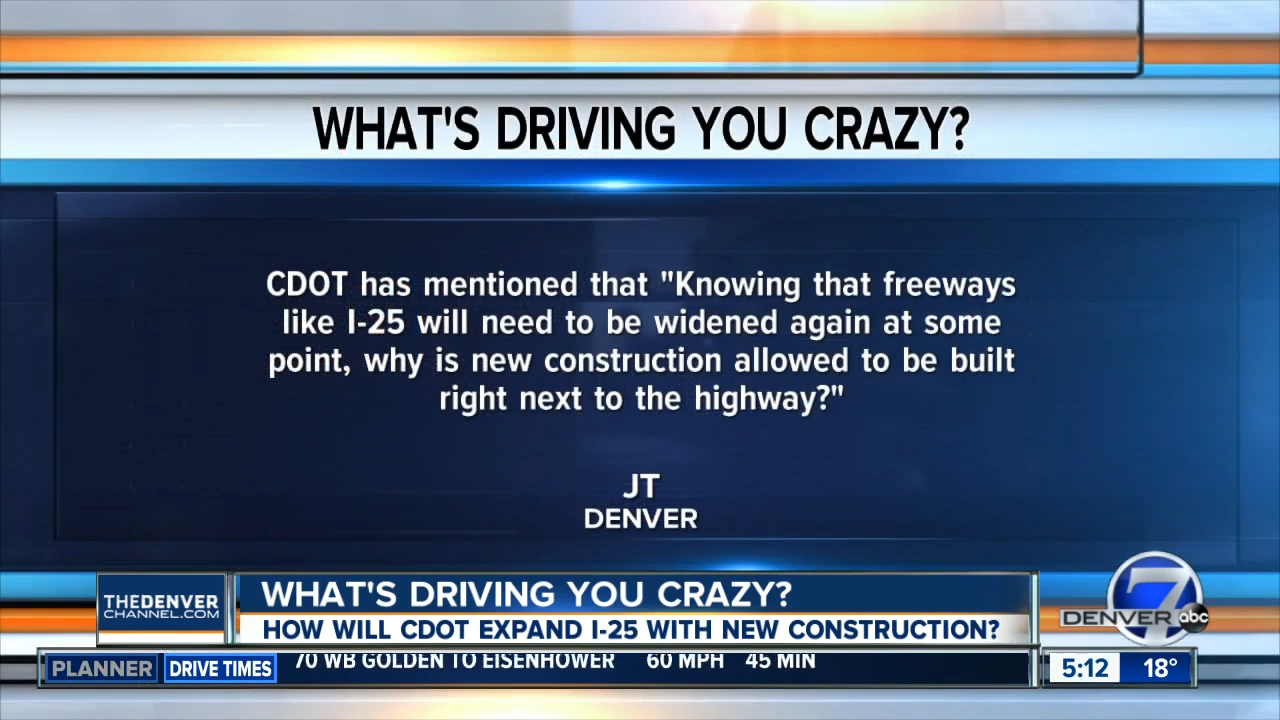 WHAT'S DRIVING YOU CRAZY?
CDOT has mentioned that "Knowing that freeways
like I-25 will need to be widened again at some
point, why is new construction allowed to be built
right next to the highway?"
JT
DENVER
THEDENVER
CHANNEL.COM
WHAT'S DRIVING YOU CRAZY?
HOW WILL CDOT EXPAND I-25 WITH NEW CONSTRUCTION?
7
DENVER abc
PLANNER DRIVE TIMES 70 WB GOLDEN TO EISENHOWER 60 MPH 45 MIN
5:12 18°